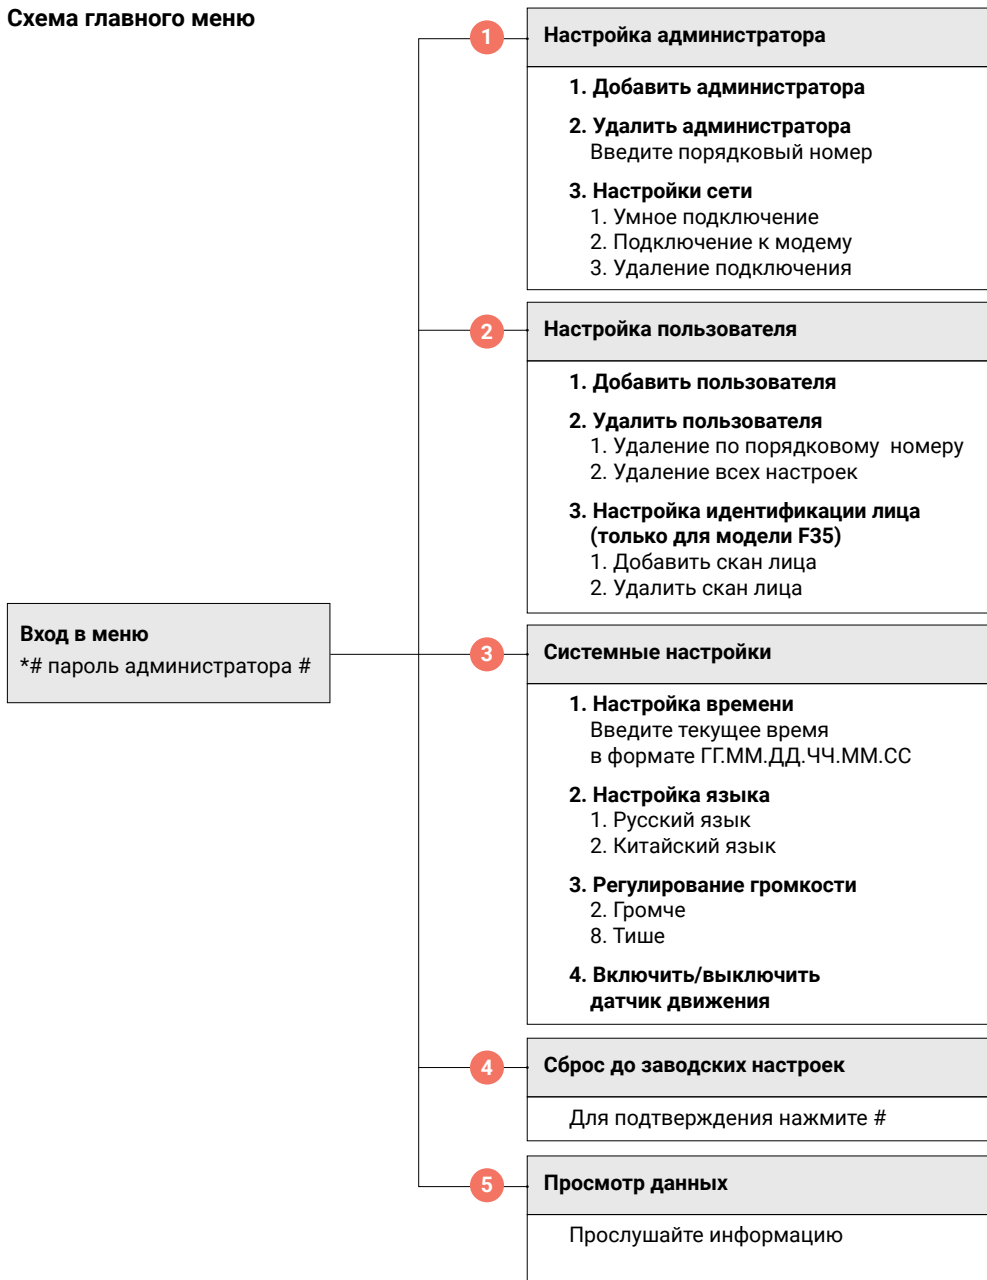 Схема главного меню
1
Настройка администратора
1. Добавить администратора
2. Удалить администратора
Введите порядковый номер
3. Настройки сети
1. Умное подключение
2. Подключение к модему
3. Удаление подключения
2
Настройка пользователя
1. Добавить пользователя
2. Удалить пользователя
1. Удаление по порядковому номеру
2. Удаление всех настроек
3. Настройка идентификации лица
(только для модели F35)
1. Добавить скан лица
2. Удалить скан лица
Вход в меню
*# пароль администратора #
3
Системные настройки
1. Настройка времени
Введите текущее время
в формате ГГ.ММ.ДД.ЧЧ.ММ.СС
2. Настройка языка
1. Русский язык
2. Китайский язык
3. Регулирование громкости
2. Громче
8. Тише
4. Включить/выключить
датчик движения
4
Сброс до заводских настроек
Для подтверждения нажмите #
5
Просмотр данных
Прослушайте информацию